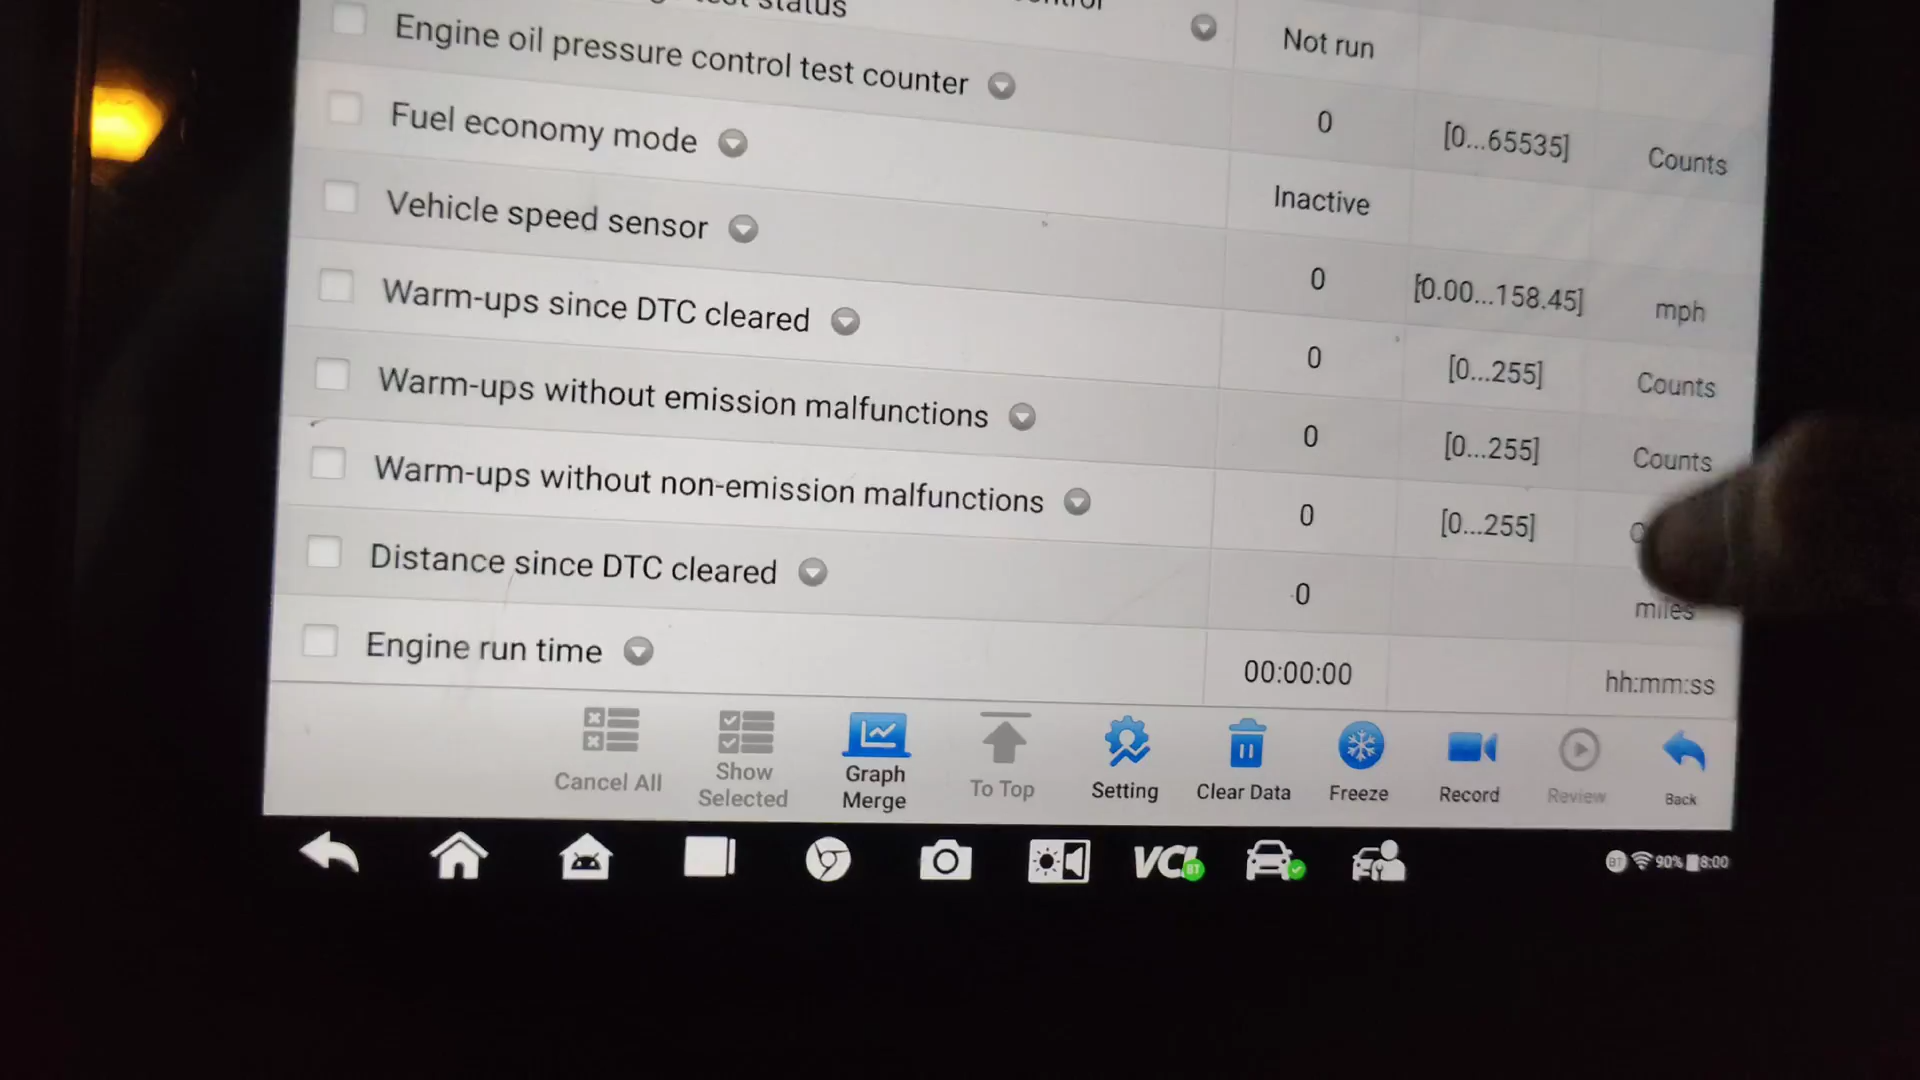 status
Not run
Engine oil pressure control test counter 0 [0...65535] Counts
Fuel economy mode Inactive
Vehicle speed sensor 0 [0.00...158.45] mph
Warm-ups since DTC cleared 0 [0...255] Counts
Warm-ups without emission malfunctions 0 [0...255] Counts
Warm-ups without non-emission malfunctions 0 [0...255]
Distance since DTC cleared 0 miles
Engine run time 00:00:00 hh:mm:ss
Cancel All
Show
Selected
Graph
Merge
To Top
Setting
Clear Data
Freeze
Record
Review
Back
VCI
BT
BT 90% 8:00